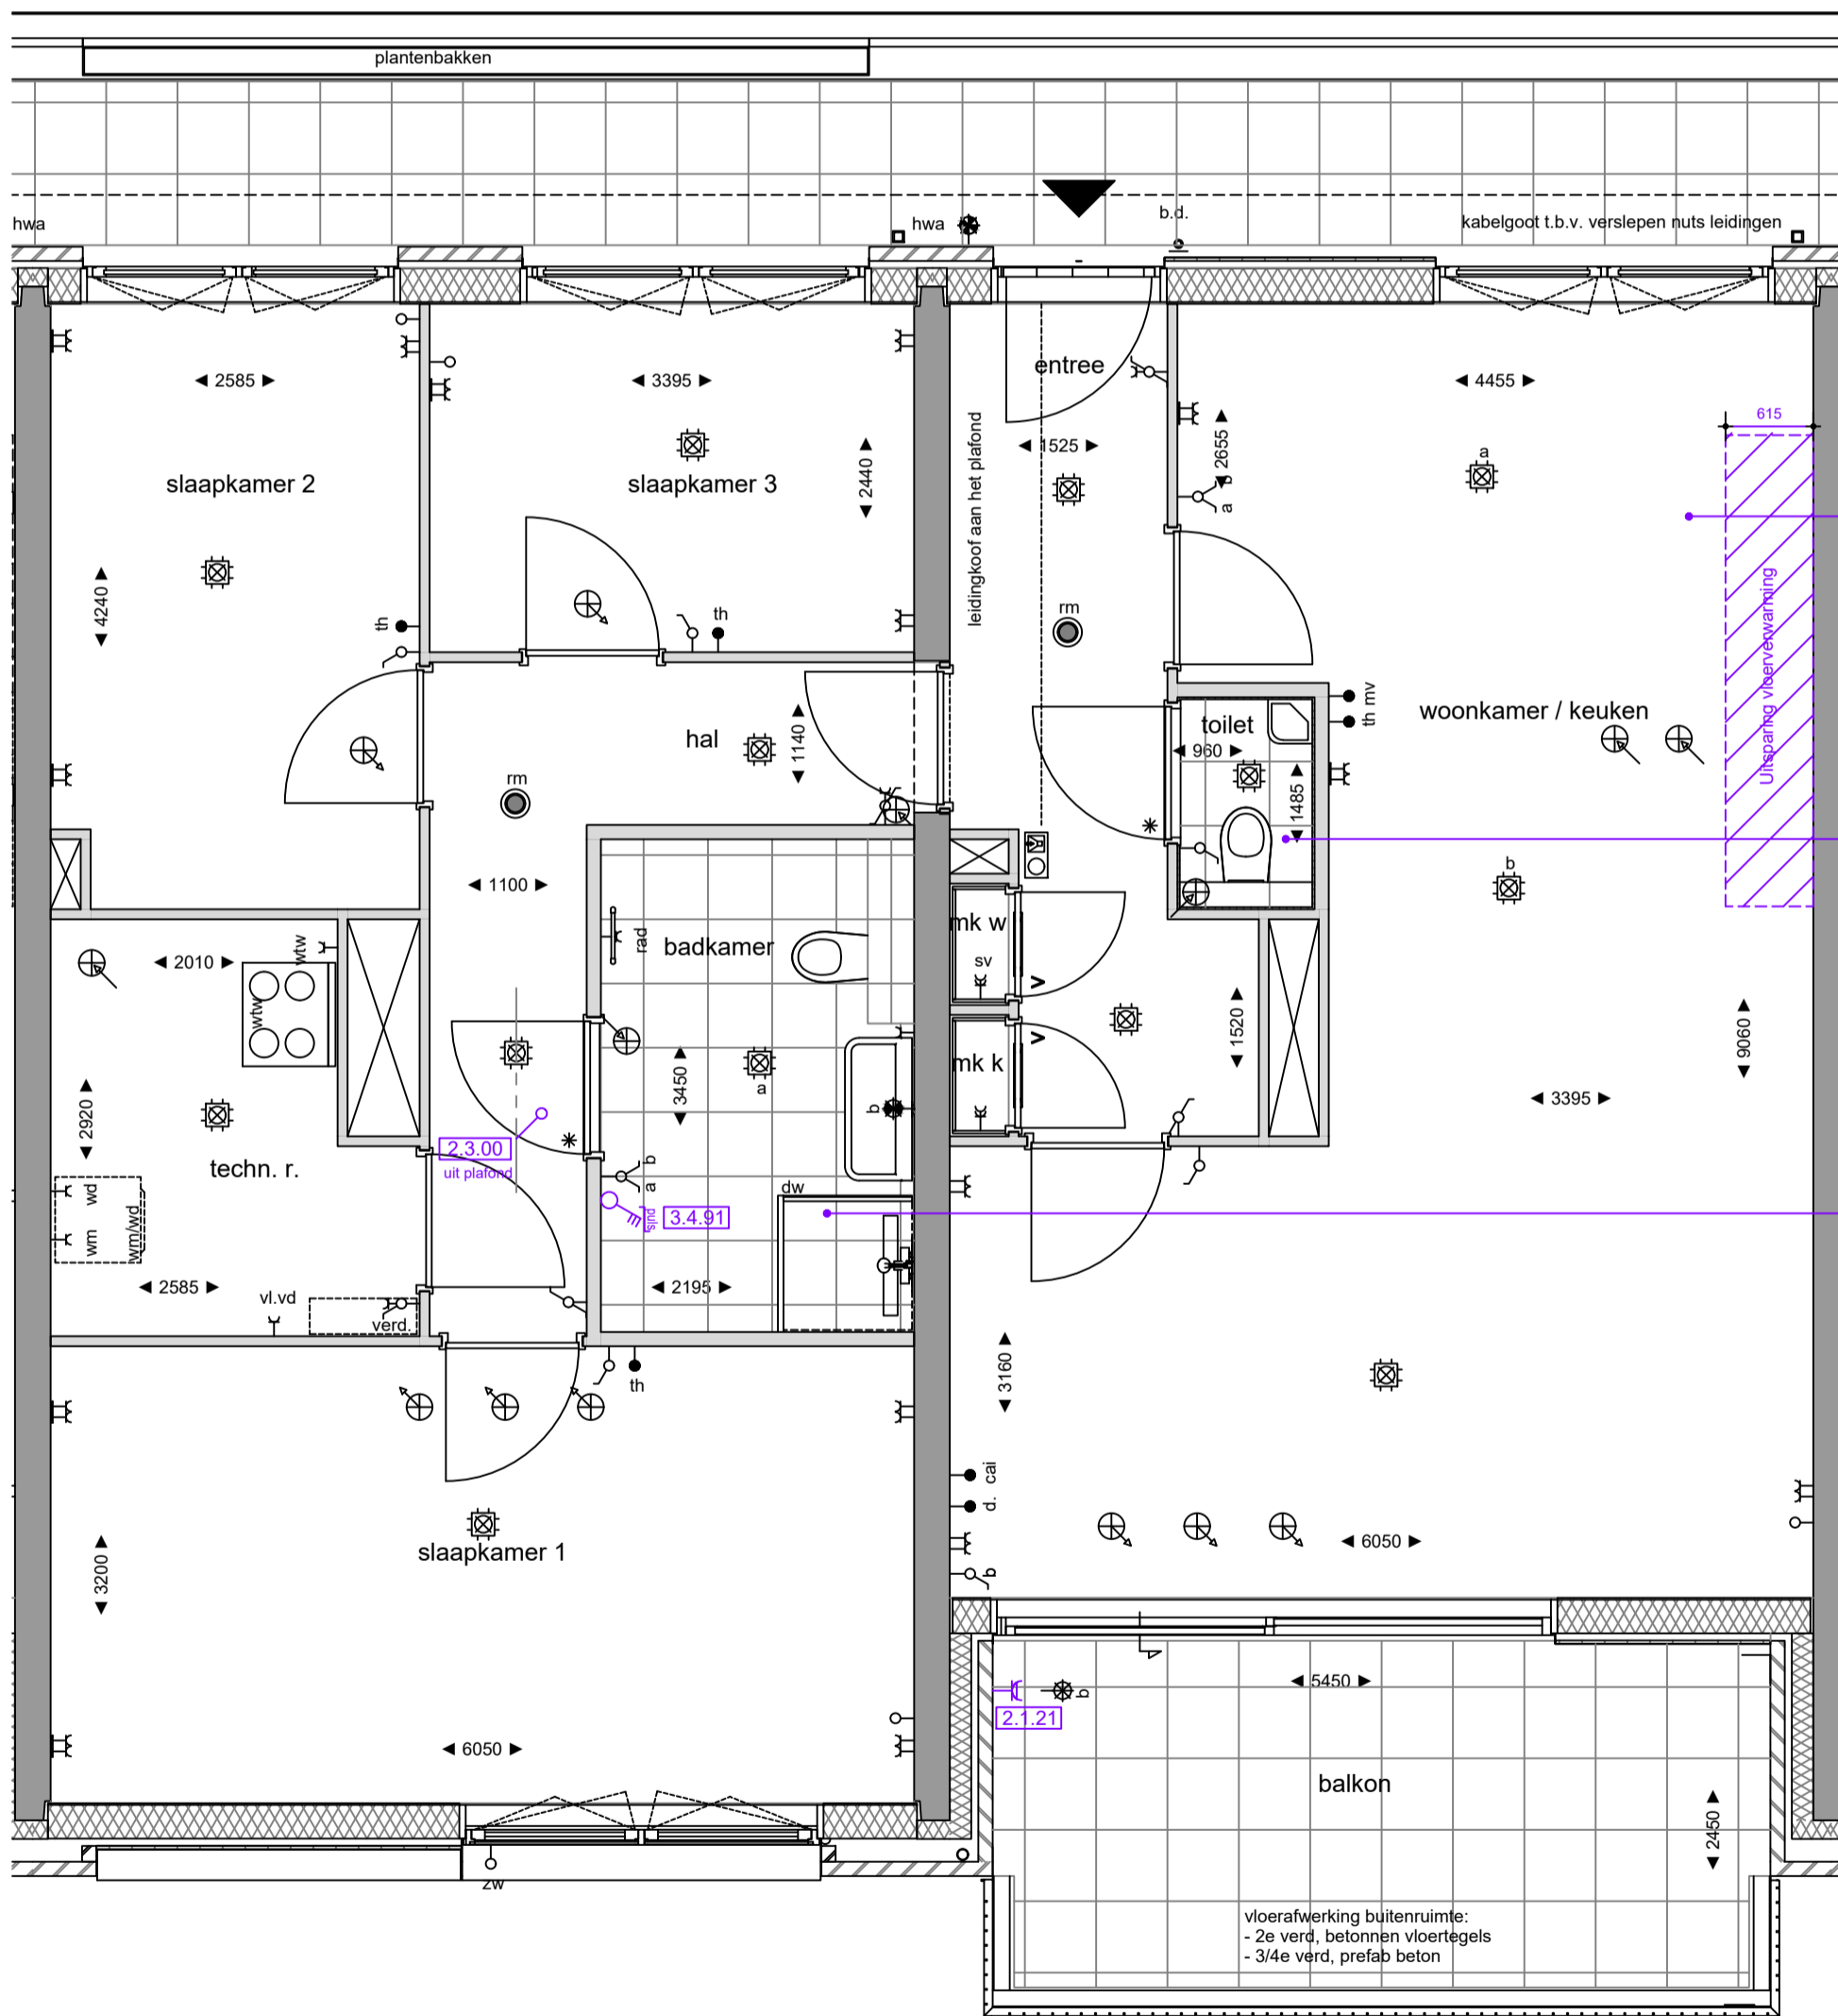 plantenbakken
hwa
hwa
b.d.
kabelgoot t.b.v. verslepen nuts leidingen
entree
2585
3395
4455
615
1525
2655
2440
leidingkoof aan het plafond
a
b
a
slaapkamer 2
slaapkamer 3
4240
th
th
rm
Uitsparing vloerverwarming
hal
1140
toilet
960
1485
th mv
woonkamer / keuken
rm
b
1100
2010
wtw
wtw
rad
badkamer
mk w
sv
mk k
1520
9060
3395
2920
3450
a
b
2.3.00
uit plafond
techn. r.
b
a
puls
3.4.91
dw
wd
wm
wm/wd
2585
vl.vd
verd.
2195
th
3160
cai
d.
b
6050
slaapkamer 1
3200
6050
5450
b
2.1.21
balkon
2450
zw
vloerafwerking buitenruimte:
- 2e verd, betonnen vloertegels
- 3/4e verd, prefab beton